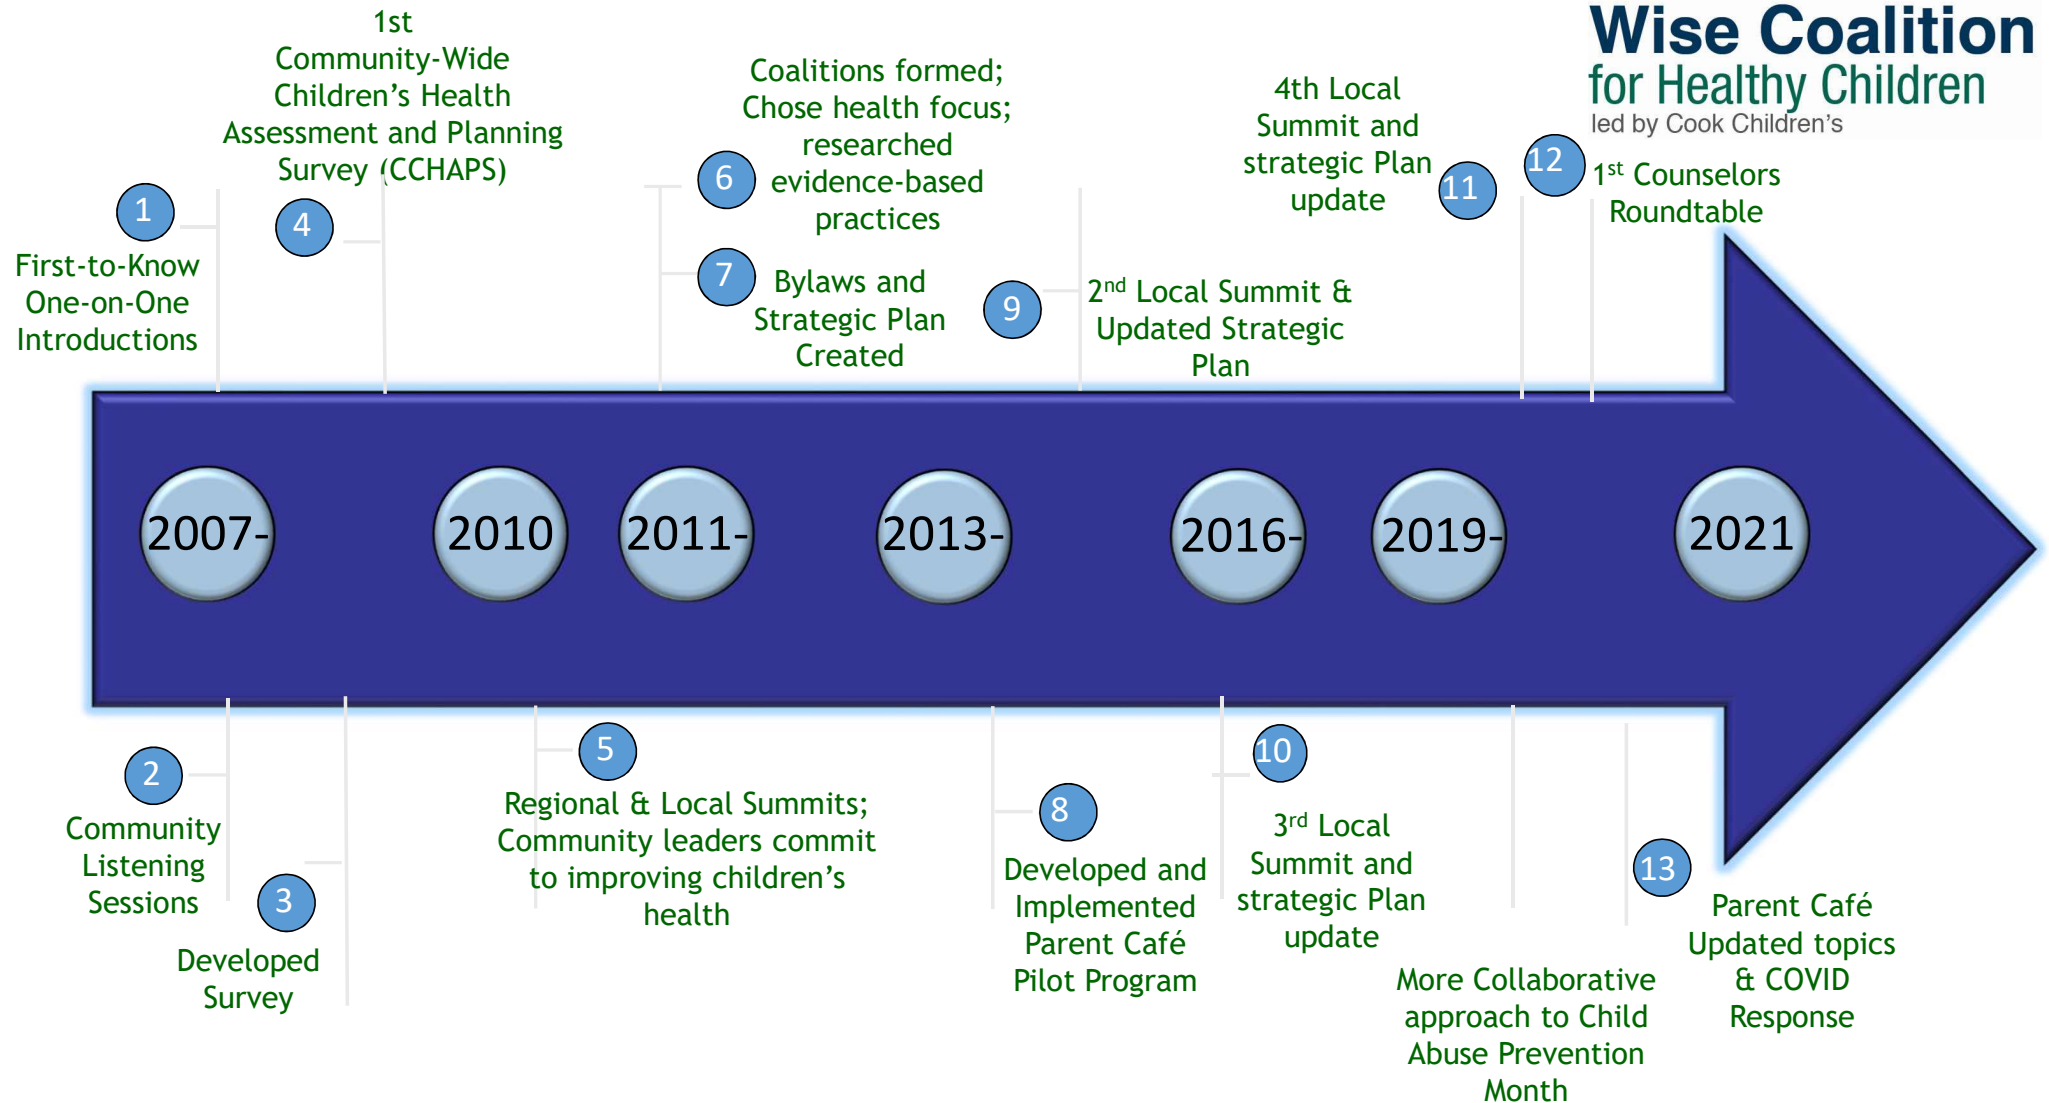 Wise Coalition
for Healthy Children
led by Cook Children's
1
First-to-Know
One-on-One
Introductions
1st
Community-Wide
Children's Health
Assessment and Planning
Survey (CCHAPS)
4
6
Coalitions formed;
Chose health focus;
researched
evidence-based
practices
7
Bylaws and
Strategic Plan
Created
9
2nd Local Summit &
Updated Strategic
Plan
4th Local
Summit and
strategic Plan
update
11
12
1st Counselors
Roundtable
2007-
2010
2011-
2013-
2016-
2019-
2021
2
Community
Listening
Sessions
3
Developed
Survey
5
Regional & Local Summits;
Community leaders commit
to improving children's
health
8
Developed and
Implemented
Parent Café
Pilot Program
10
3rd Local
Summit and
strategic Plan
update
More Collaborative
approach to Child
Abuse Prevention
Month
13
Parent Café
Updated topics
& COVID
Response